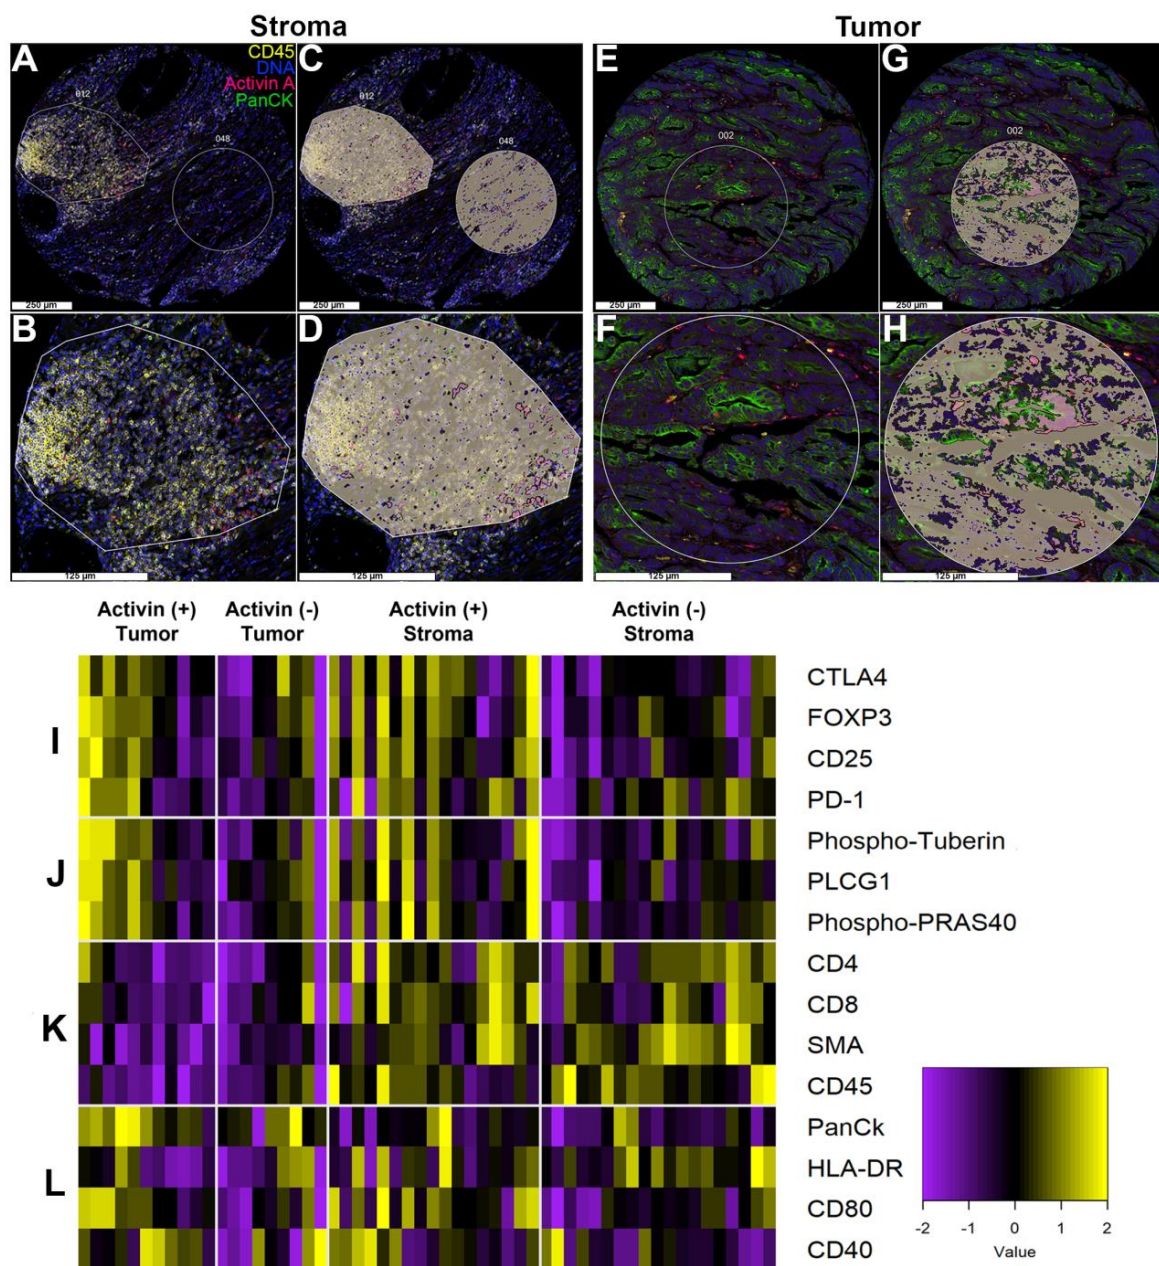 Stroma
Tumor
A
CD45
DNA
Activin A
PanCK
012
048
250 µm
C
012
048
250 µm
E
002
250 µm
G
002
250 µm
B
125 µm
D
125 µm
F
125 µm
H
125 µm
Activin (+)
Tumor
Activin (-)
Tumor
Activin (+)
Stroma
Activin (-)
Stroma
I
CTLA4
FOXP3
CD25
PD-1
J
Phospho-Tuberin
PLCG1
Phospho-PRAS40
K
CD4
CD8
SMA
CD45
L
PanCk
HLA-DR
CD80
CD40
-2 -1 0 1 2
Value